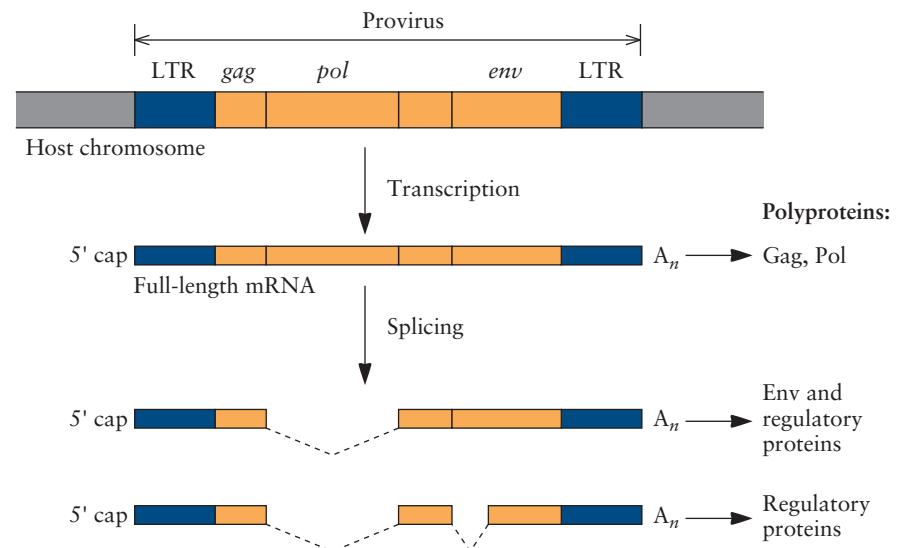 Provirus
LTR gag pol env LTR
Host chromosome
Transcription
Polyproteins:
5' cap An Gag, Pol
Full-length mRNA
Splicing
Env and
5' cap An regulatory
proteins
Regulatory
5' cap An proteins